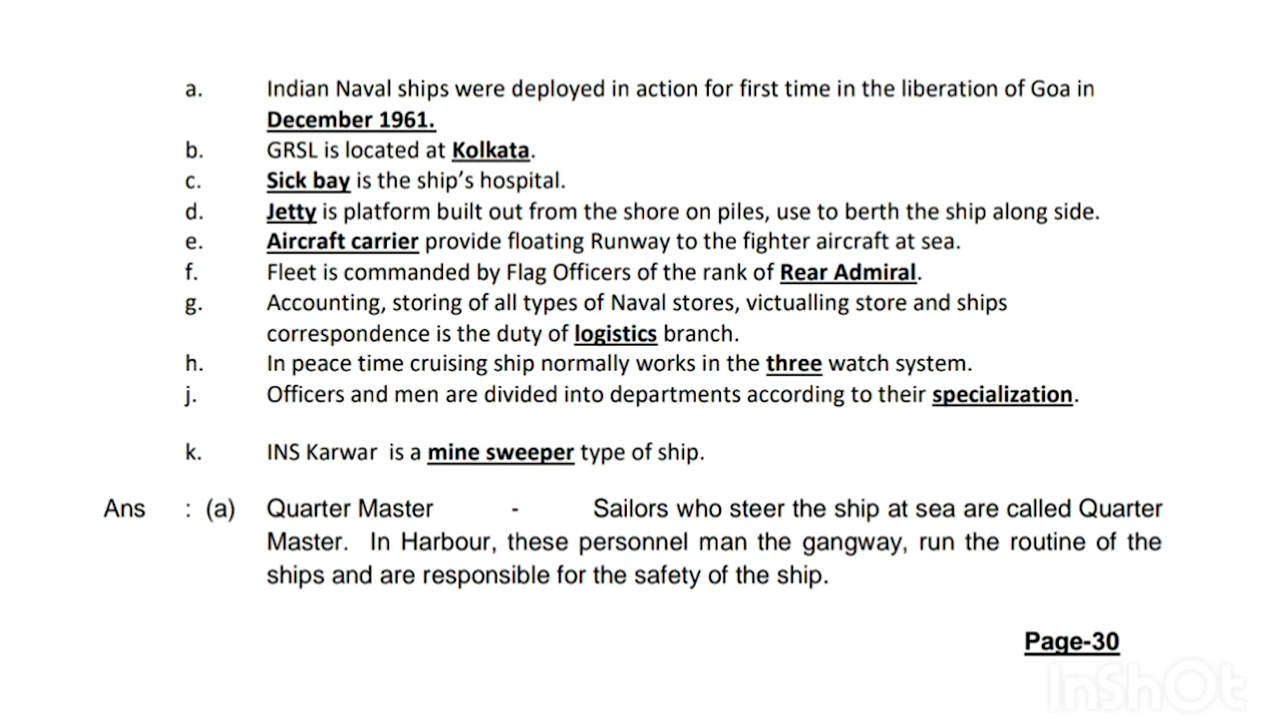 a. Indian Naval ships were deployed in action for first time in the liberation of Goa in
December 1961.
b. GRSL is located at Kolkata.
c. Sick bay is the ship's hospital.
d. Jetty is platform built out from the shore on piles, use to berth the ship along side.
e. Aircraft carrier provide floating Runway to the fighter aircraft at sea.
f. Fleet is commanded by Flag Officers of the rank of Rear Admiral.
g. Accounting, storing of all types of Naval stores, victualling store and ships
correspondence is the duty of logistics branch.
h. In peace time cruising ship normally works in the three watch system.
j. Officers and men are divided into departments according to their specialization.
k. INS Karwar is a mine sweeper type of ship.
Ans : (a) Quarter Master - Sailors who steer the ship at sea are called Quarter
Master. In Harbour, these personnel man the gangway, run the routine of the
ships and are responsible for the safety of the ship.
Page-30
InShOt